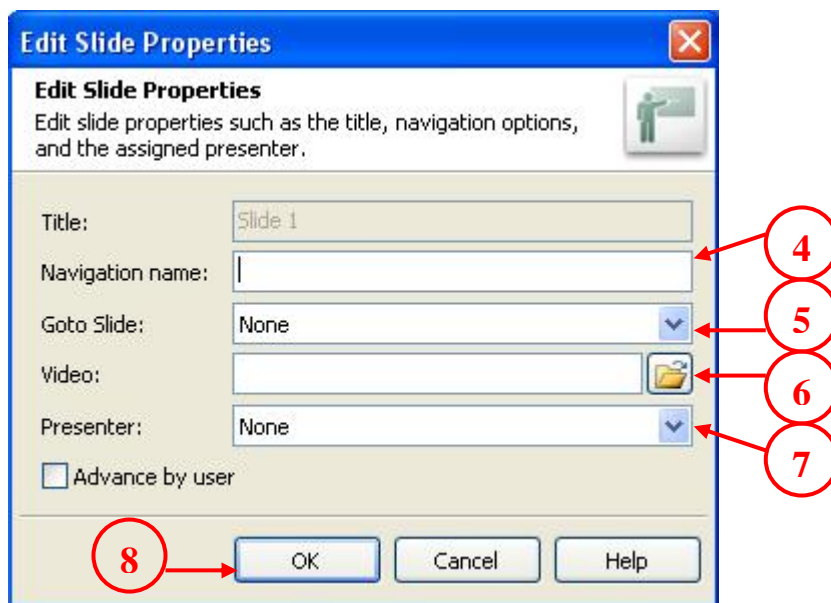 Edit Slide Properties
Edit Slide Properties
Edit slide properties such as the title, navigation options,
and the assigned presenter.
Title: Slide 1
Navigation name:
4
Goto Slide: None
5
Video:
6
Presenter: None
7
Advance by user
8
OK Cancel Help